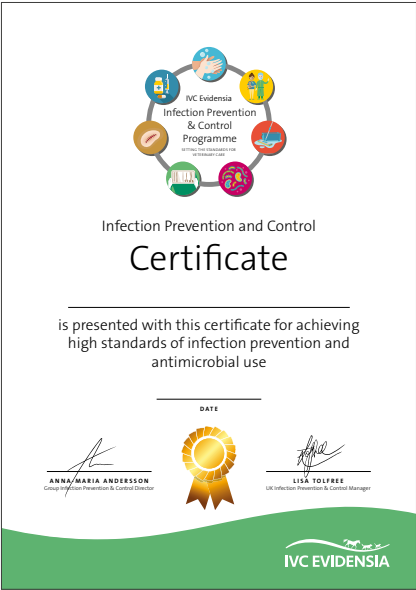 IVC Evidensia
Infection Prevention
& Control
Programme
SETTING THE STANDARDS FOR
VETERINARY CARE
Infection Prevention and Control
Certificate
is presented with this certificate for achieving
high standards of infection prevention and
antimicrobial use
DATE
ANNA-MARIA ANDERSSON
Group Infection Prevention & Control Director
LISA TOLFREE
UK Infection Prevention & Control Manager
IVC EVIDENSIA